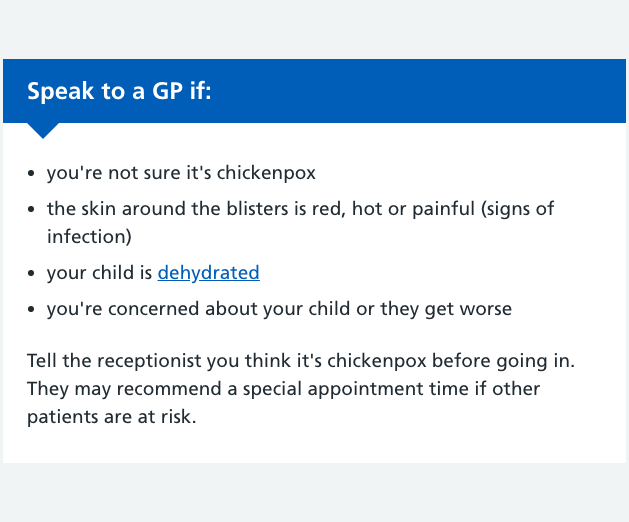 Speak to a GP if:
• you're not sure it's chickenpox
• the skin around the blisters is red, hot or painful (signs of
infection)
• your child is dehydrated
• you're concerned about your child or they get worse
Tell the receptionist you think it's chickenpox before going in.
They may recommend a special appointment time if other
patients are at risk.